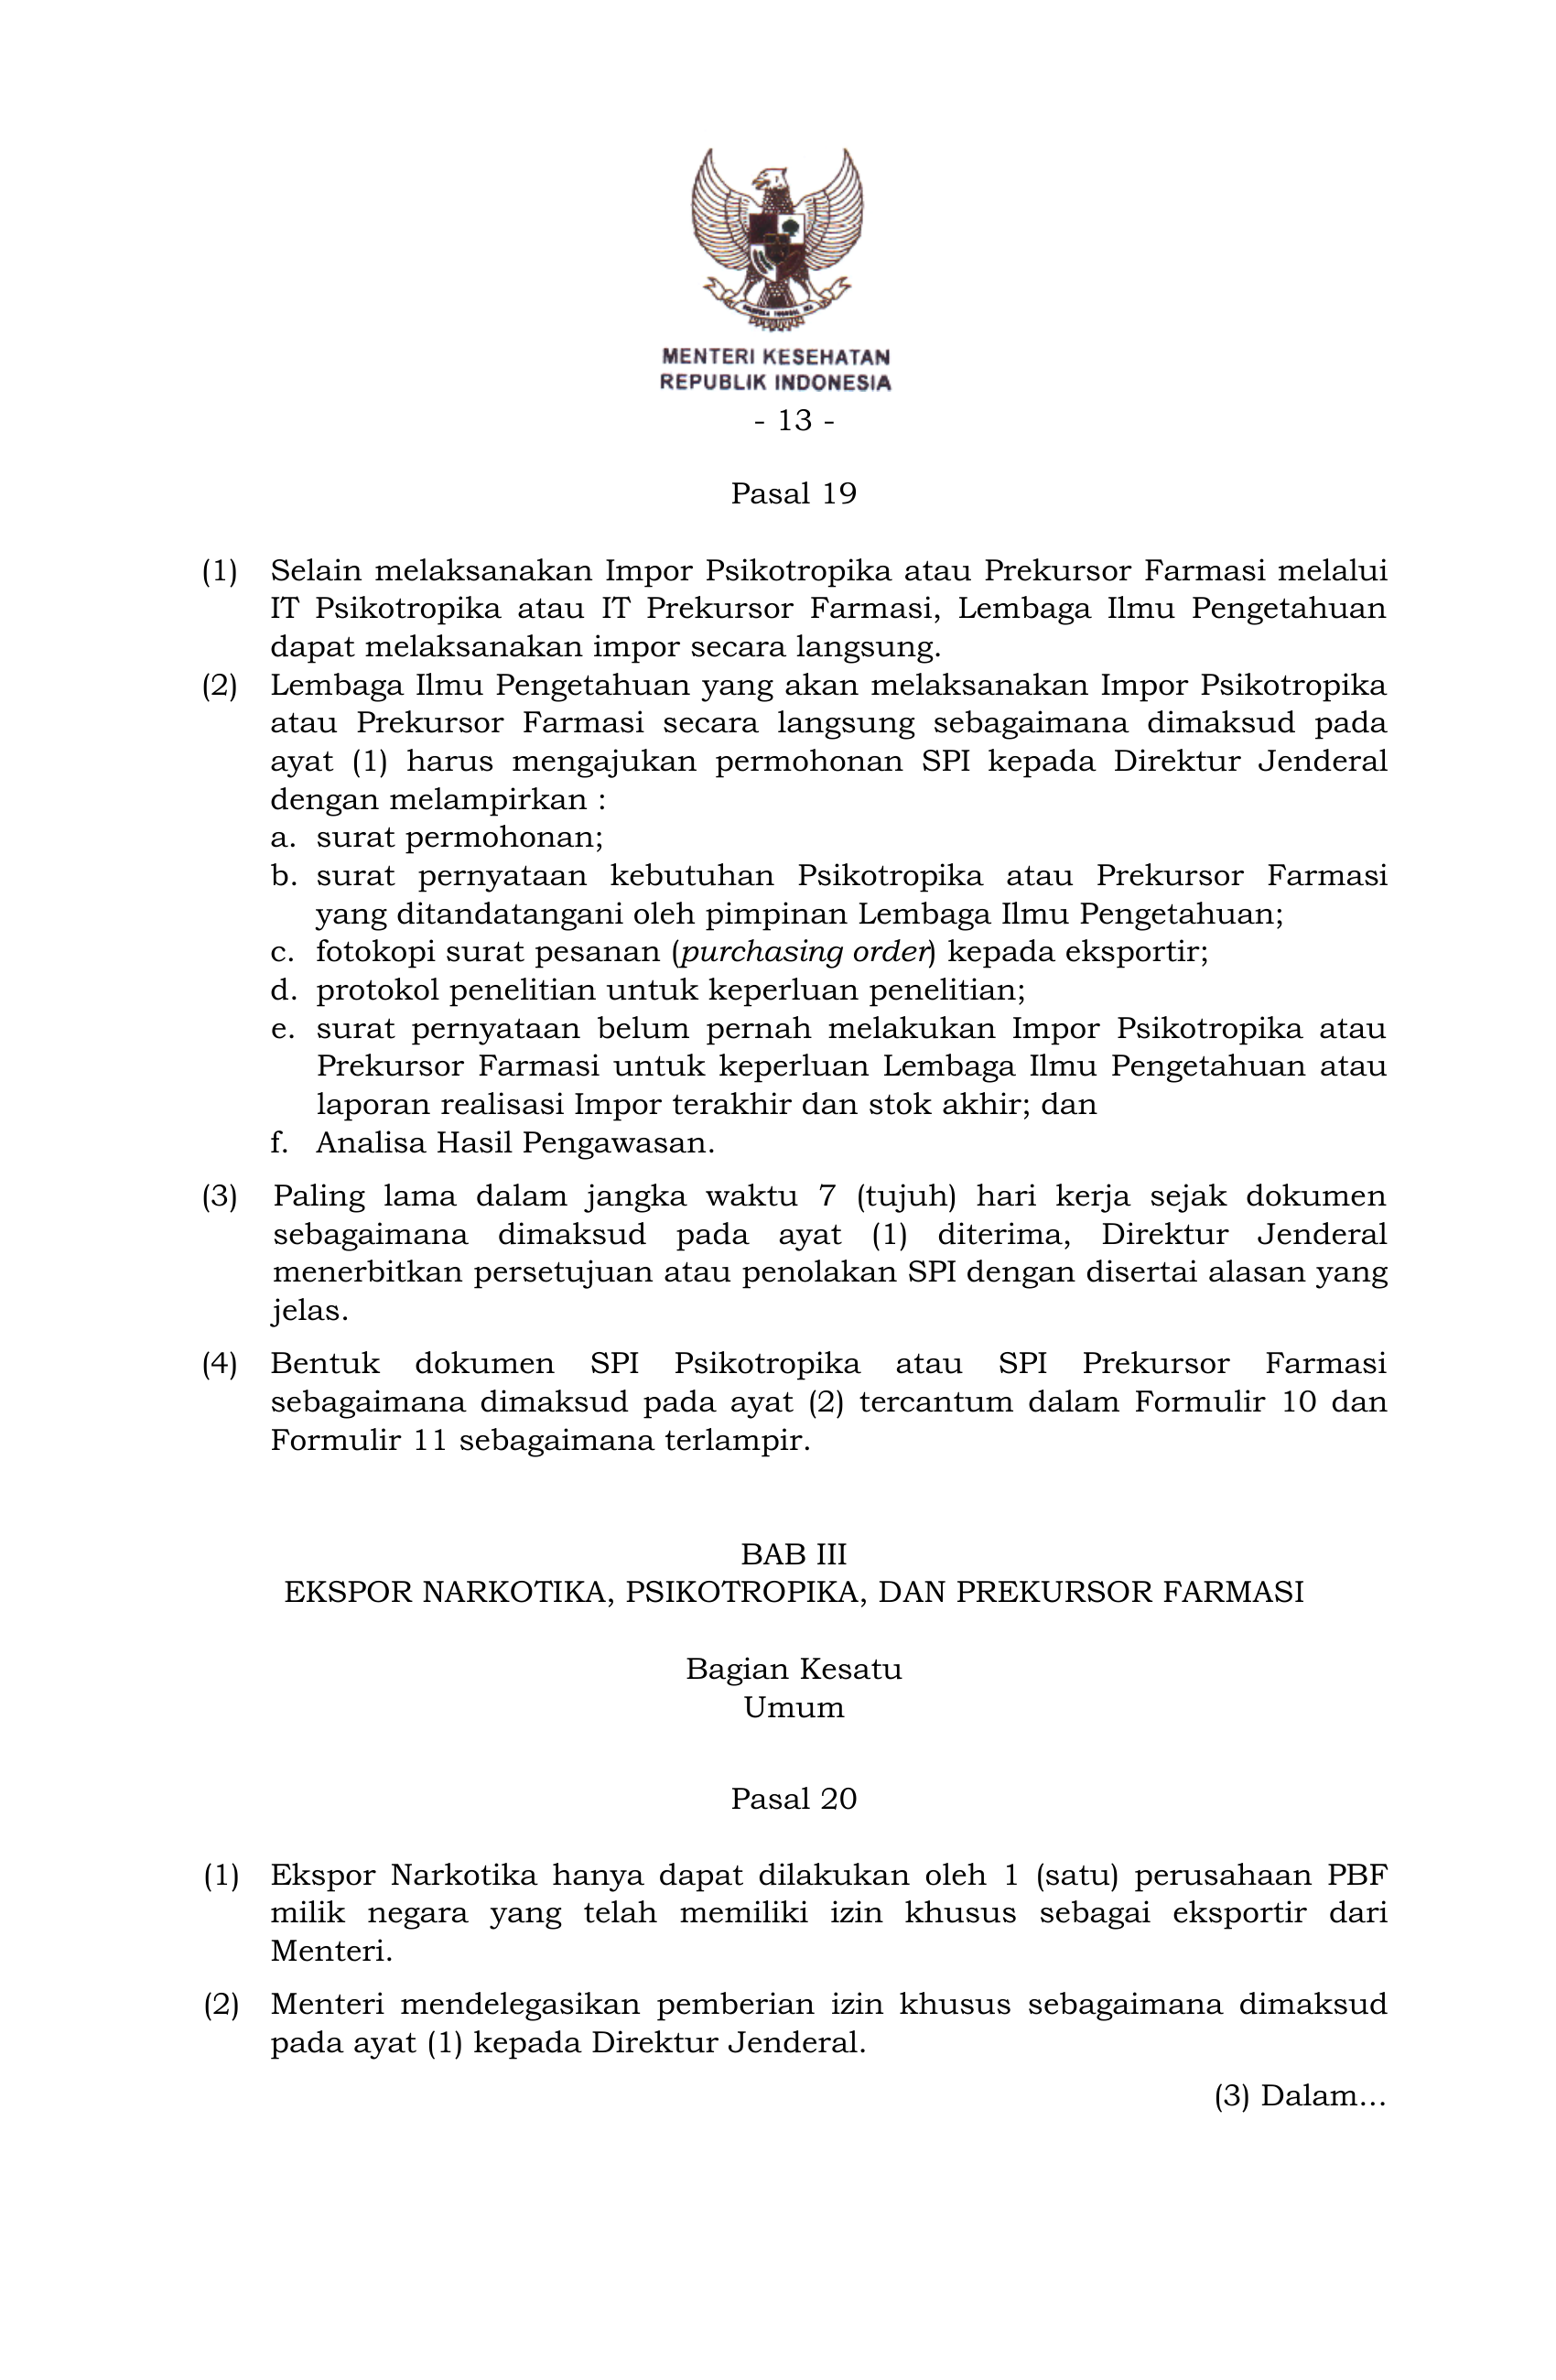 MENTERI KESEHATAN
REPUBLIK INDONESIA
- 13 -
Pasal 19
(1) Selain melaksanakan Impor Psikotropika atau Prekursor Farmasi melalui
IT Psikotropika atau IT Prekursor Farmasi, Lembaga Ilmu Pengetahuan
dapat melaksanakan impor secara langsung.
(2) Lembaga Ilmu Pengetahuan yang akan melaksanakan Impor Psikotropika
atau Prekursor Farmasi secara langsung sebagaimana dimaksud pada
ayat (1) harus mengajukan permohonan SPI kepada Direktur Jenderal
dengan melampirkan :
a. surat permohonan;
b. surat pernyataan kebutuhan Psikotropika atau Prekursor Farmasi
yang ditandatangani oleh pimpinan Lembaga Ilmu Pengetahuan;
c. fotokopi surat pesanan (purchasing order) kepada eksportir;
d. protokol penelitian untuk keperluan penelitian;
e. surat pernyataan belum pernah melakukan Impor Psikotropika atau
Prekursor Farmasi untuk keperluan Lembaga Ilmu Pengetahuan atau
laporan realisasi Impor terakhir dan stok akhir; dan
f. Analisa Hasil Pengawasan.
(3) Paling lama dalam jangka waktu 7 (tujuh) hari kerja sejak dokumen
sebagaimana dimaksud pada ayat (1) diterima, Direktur Jenderal
menerbitkan persetujuan atau penolakan SPI dengan disertai alasan yang
jelas.
(4) Bentuk dokumen SPI Psikotropika atau SPI Prekursor Farmasi
sebagaimana dimaksud pada ayat (2) tercantum dalam Formulir 10 dan
Formulir 11 sebagaimana terlampir.
BAB III
EKSPOR NARKOTIKA, PSIKOTROPIKA, DAN PREKURSOR FARMASI
Bagian Kesatu
Umum
Pasal 20
(1) Ekspor Narkotika hanya dapat dilakukan oleh 1 (satu) perusahaan PBF
milik negara yang telah memiliki izin khusus sebagai eksportir dari
Menteri.
(2) Menteri mendelegasikan pemberian izin khusus sebagaimana dimaksud
pada ayat (1) kepada Direktur Jenderal.
(3) Dalam…